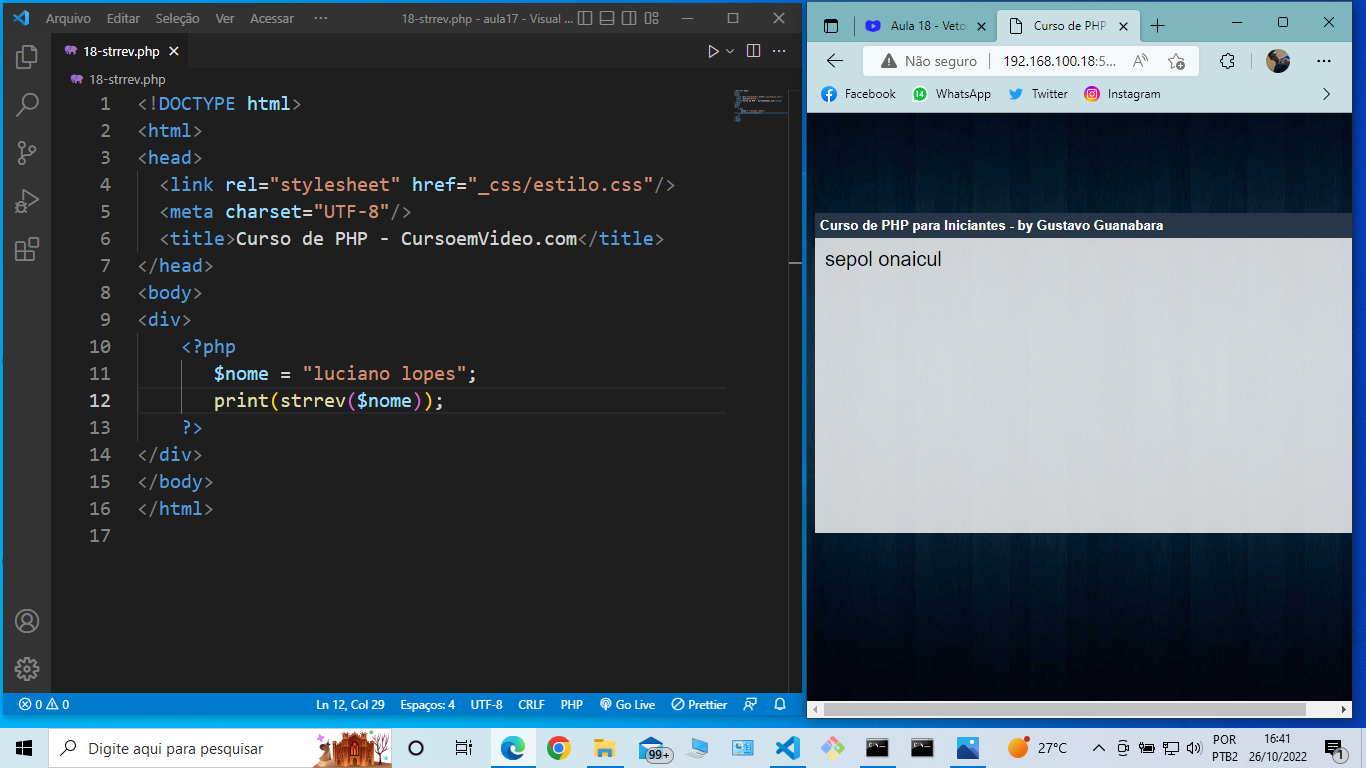 Arquivo Editar Seleção Ver Acessar ··· 18-strrev.php - aula17 - Visual ...
18-strrev.php
18-strrev.php
1 <!DOCTYPE html>
2 <html>
3 <head>
4 <link rel="stylesheet" href="_css/estilo.css"/>
5 <meta charset="UTF-8"/>
6 <title>Curso de PHP - CursoemVideo.com</title>
7 </head>
8 <body>
9 <div>
10 <?php
11 $nome = "luciano lopes";
12 print(strrev($nome));
13 ?>
14 </div>
15 </body>
16 </html>
17
0 0 Ln 12, Col 29 Espaços: 4 UTF-8 CRLF PHP Go Live Prettier
Aula 18 - Veto Curso de PHP
Não seguro 192.168.100.18:5...
Facebook 14 WhatsApp Twitter Instagram
Curso de PHP para Iniciantes - by Gustavo Guanabara
sepol onaicul
Digite aqui para pesquisar 99+ 27°C POR 16:41
PTB2 26/10/2022 1